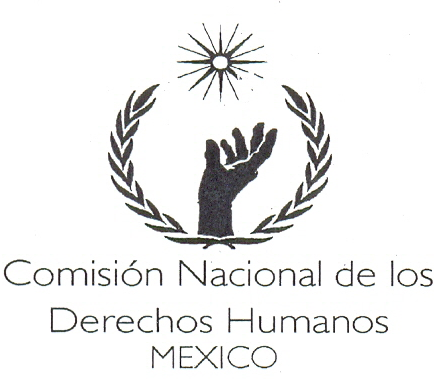 Comisión Nacional de los
Derechos Humanos
MEXICO